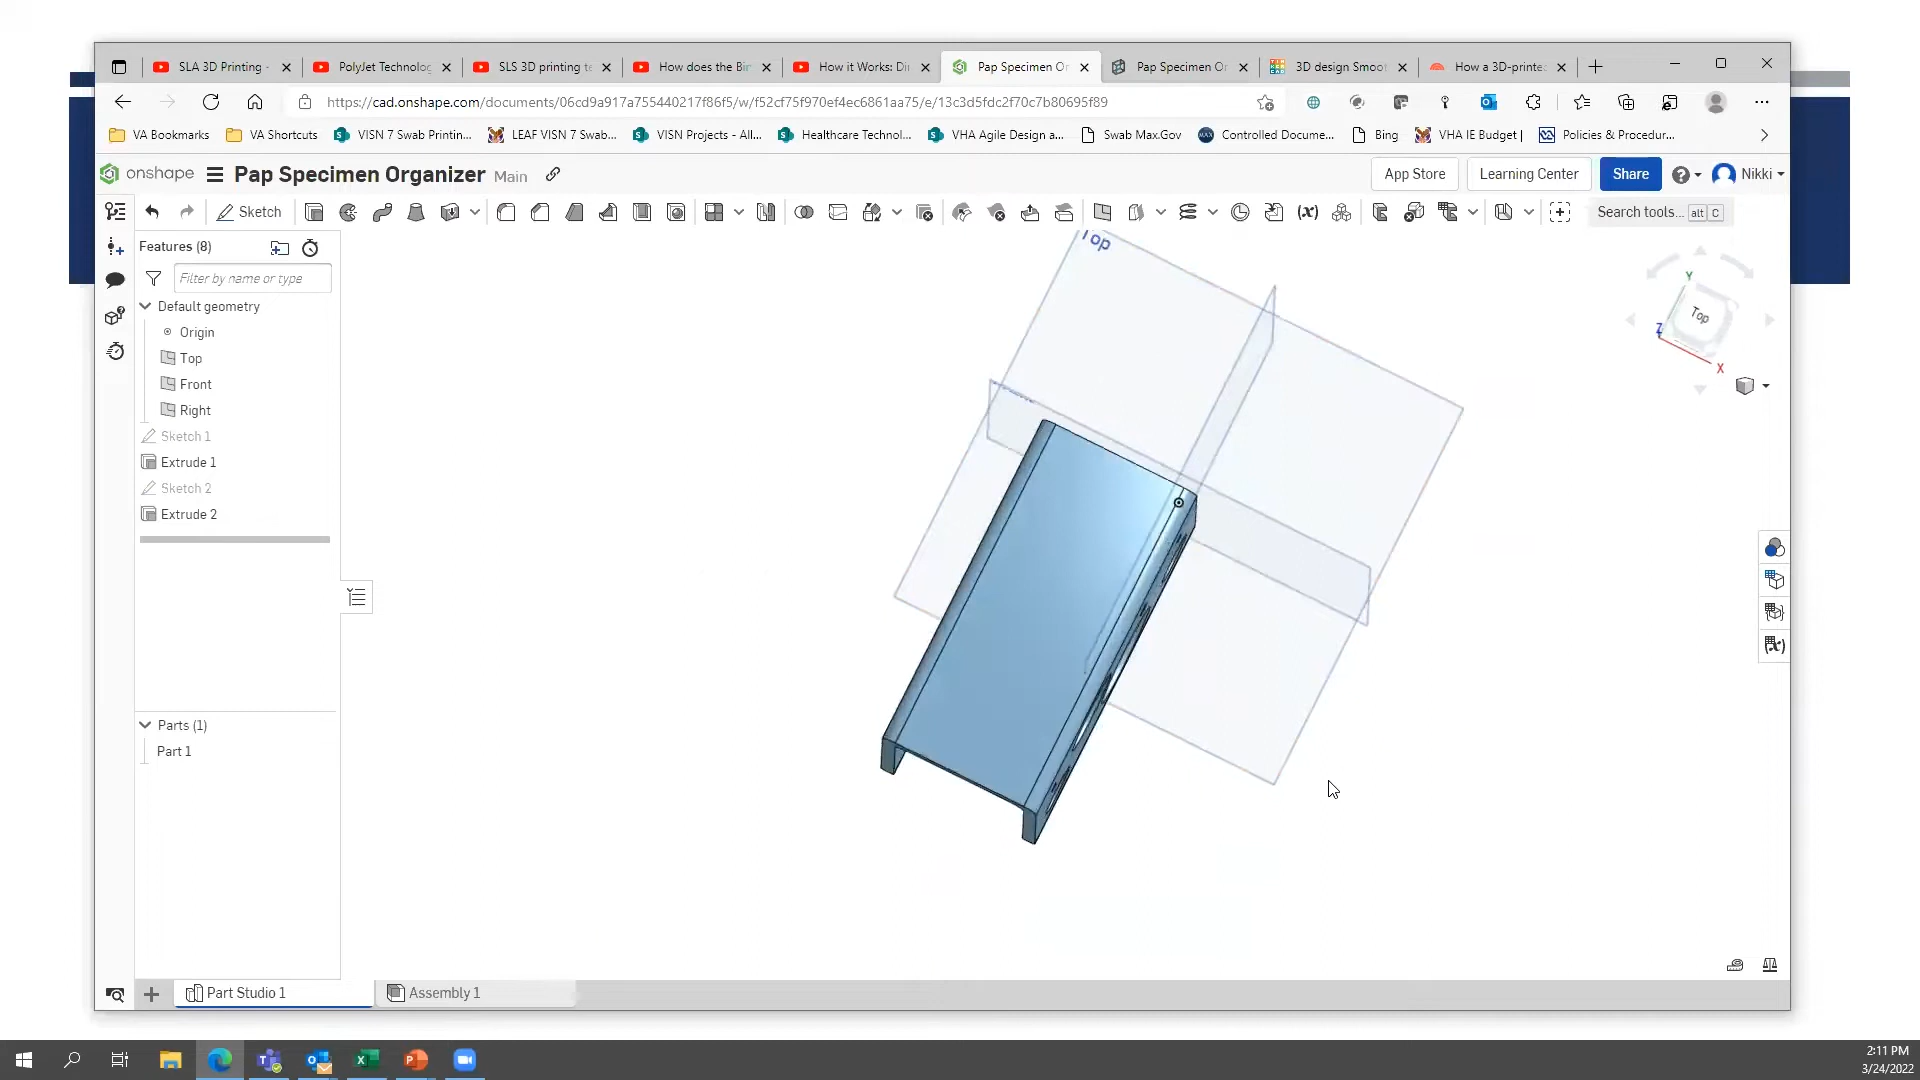 SLA 3D Printing -
PolyJet Technolog
SLS 3D printing te
How does the Bin
How it Works: Di
Pap Specimen Or
Pap Specimen O
3D design Smoot
How a 3D-printe
https://cad.onshape.com/documents/06cd9a917a755440217f86f5/w/f52cf75f970ef4ec6861aa75/e/13c3d5fdc2f70c7b80695f89
VA Bookmarks
VA Shortcuts
VISN 7 Swab Printin...
LEAF VISN 7 Swab...
VISN Projects - All...
Healthcare Technol...
VHA Agile Design a...
Swab Max.Gov
Controlled Docume...
Bing
VHA IE Budget |
Policies & Procedur...
onshape
Pap Specimen Organizer
Main
App Store
Learning Center
Share
Nikki
Sketch
Search tools...
alt
C
Features (8)
Filter by name or type
Default geometry
Origin
Top
Front
Right
Sketch 1
Extrude 1
Sketch 2
Extrude 2
Parts (1)
Part 1
Top
Y
Top
Z
X
Part Studio 1
Assembly 1
2:11 PM
3/24/2022